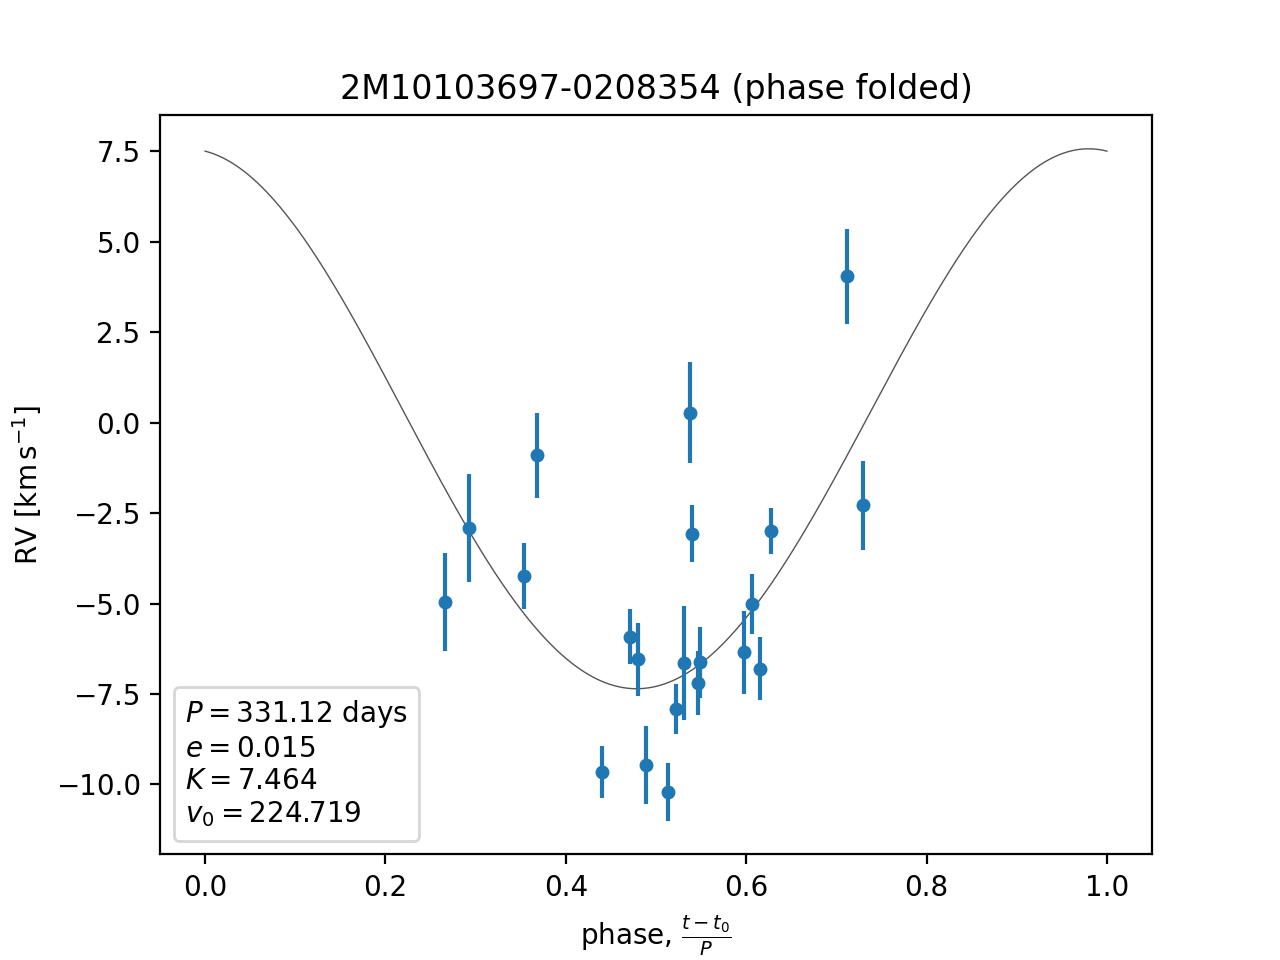 2M10103697-0208354 (phase folded)
7.5
5.0
2.5
0.0
−2.5
−5.0
−7.5
−10.0
RV [km s⁻¹]
P = 331.12 days
e = 0.015
K = 7.464
v₀ = 224.719
0.0 0.2 0.4 0.6 0.8 1.0
phase, (t − t₀)/P